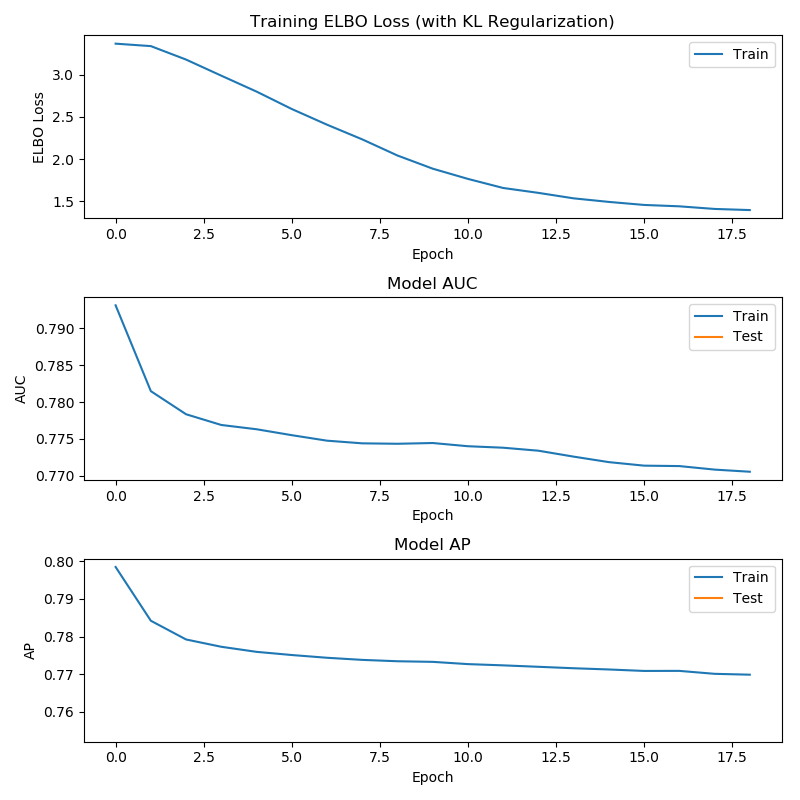 Training ELBO Loss (with KL Regularization)
Train
3.0
2.5
2.0
1.5
ELBO Loss
0.0 2.5 5.0 7.5 10.0 12.5 15.0 17.5
Epoch
Model AUC
Train
Test
0.790
0.785
0.780
0.775
0.770
AUC
0.0 2.5 5.0 7.5 10.0 12.5 15.0 17.5
Epoch
Model AP
Train
Test
0.80
0.79
0.78
0.77
0.76
AP
0.0 2.5 5.0 7.5 10.0 12.5 15.0 17.5
Epoch